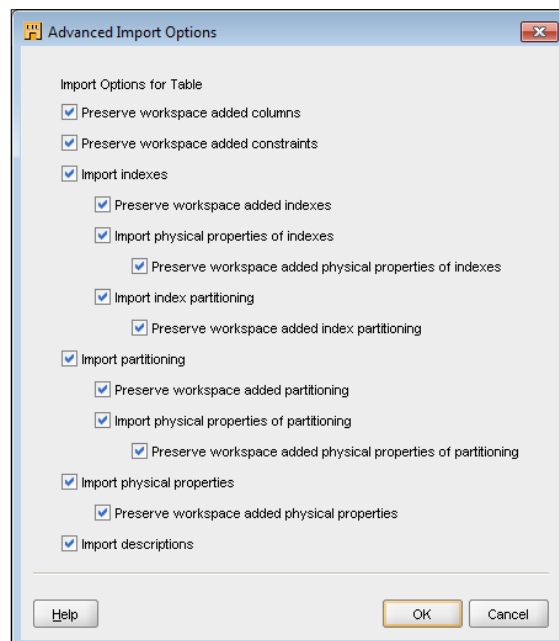 Advanced Import Options
Import Options for Table
Preserve workspace added columns
Preserve workspace added constraints
Import indexes
Preserve workspace added indexes
Import physical properties of indexes
Preserve workspace added physical properties of indexes
Import index partitioning
Preserve workspace added index partitioning
Import partitioning
Preserve workspace added partitioning
Import physical properties of partitioning
Preserve workspace added physical properties of partitioning
Import physical properties
Preserve workspace added physical properties
Import descriptions
Help OK Cancel